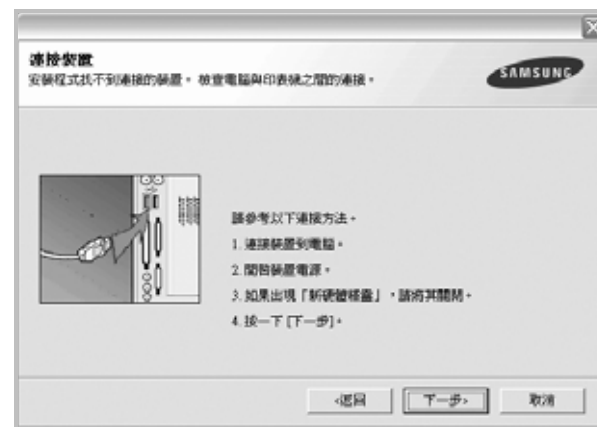 連接裝置
安裝程式找不到連接的裝置。 檢查電腦與印表機之間的連接。
SAMSUNG
請參考以下連接方法。
1. 連接裝置到電腦。
2. 開啟裝置電源。
3. 如果出現「新硬體精靈」，請將其關閉。
4. 按一下 [下一步]。
<返回
下一步>
取消